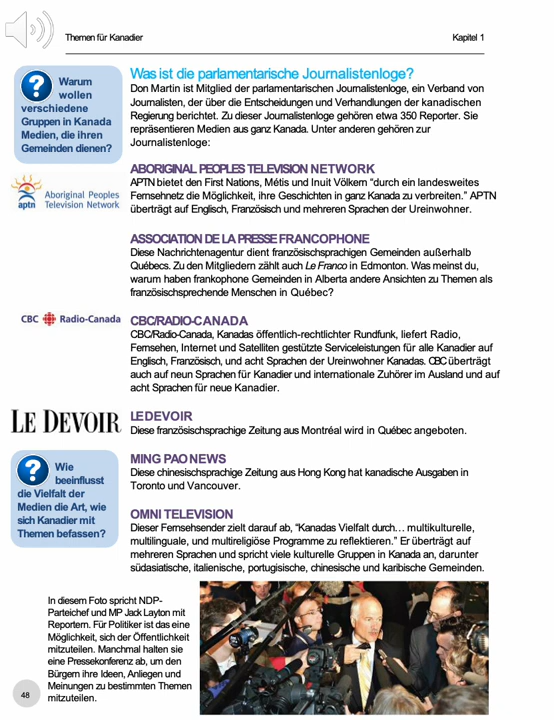 Themen für Kanadier
Kapitel 1
Warum
wollen
verschiedene
Gruppen in Kanada
Medien, die ihren
Gemeinden dienen?
Was ist die parlamentarische Journalistenloge?
Don Martin ist Mitglied der parlamentarischen Journalistenloge, ein Verband von
Journalisten, der über die Entscheidungen und Verhandlungen der kanadischen
Regierung berichtet. Zu dieser Journalistenloge gehören etwa 350 Reporter. Sie
repräsentieren Medien aus ganz Kanada. Unter anderen gehören zur
Journalistenloge:
aptn
Aboriginal Peoples
Television Network
ABORIGINAL PEOPLES TELEVISION NETWORK
APTN bietet den First Nations, Métis und Inuit Völkern “durch ein landesweites
Fernsehnetz die Möglichkeit, ihre Geschichten in ganz Kanada zu verbreiten.” APTN
überträgt auf Englisch, Französisch und mehreren Sprachen der Ureinwohner.
ASSOCIATION DE LA PRESSE FRANCOPHONE
Diese Nachrichtenagentur dient französischsprachigen Gemeinden außerhalb
Québecs. Zu den Mitgliedern zählt auch Le Franco in Edmonton. Was meinst du,
warum haben frankophone Gemeinden in Alberta andere Ansichten zu Themen als
französischsprechende Menschen in Québec?
CBC Radio-Canada
CBC/RADIO-CANADA
CBC/Radio-Canada, Kanadas öffentlich-rechtlichter Rundfunk, liefert Radio,
Fernsehen, Internet und Satelliten gestützte Serviceleistungen für alle Kanadier auf
Englisch, Französisch, und acht Sprachen der Ureinwohner Kanadas. CBC überträgt
auch auf neun Sprachen für Kanadier und internationale Zuhörer im Ausland und auf
acht Sprachen für neue Kanadier.
LE DEVOIR
LE DEVOIR
Diese französischsprachige Zeitung aus Montréal wird in Québec angeboten.
Wie
beeinflusst
die Vielfalt der
Medien die Art, wie
sich Kanadier mit
Themen befassen?
MING PAO NEWS
Diese chinesischsprachige Zeitung aus Hong Kong hat kanadische Ausgaben in
Toronto und Vancouver.
OMNI TELEVISION
Dieser Fernsehsender zielt darauf ab, “Kanadas Vielfalt durch… multikulturelle,
multilinguale, und multireligiöse Programme zu reflektieren.” Er überträgt auf
mehreren Sprachen und spricht viele kulturelle Gruppen in Kanada an, darunter
südasiatische, italienische, portugisische, chinesische und karibische Gemeinden.
In diesem Foto spricht NDP-
Parteichef und MP Jack Layton mit
Reportern. Für Politiker ist das eine
Möglichkeit, sich der Öffentlichkeit
mitzuteilen. Manchmal halten sie
eine Pressekonferenz ab, um den
Bürgern ihre Ideen, Anliegen und
Meinungen zu bestimmten Themen
mitzuteilen.
48